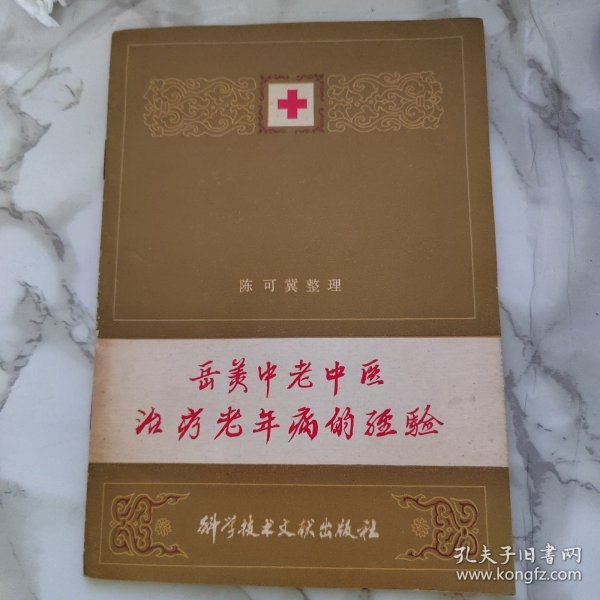 陈可冀整理
岳美中老中医
治疗老年病的经验
科学技术文献出版社
孔夫子旧书网
www.kongfz.com